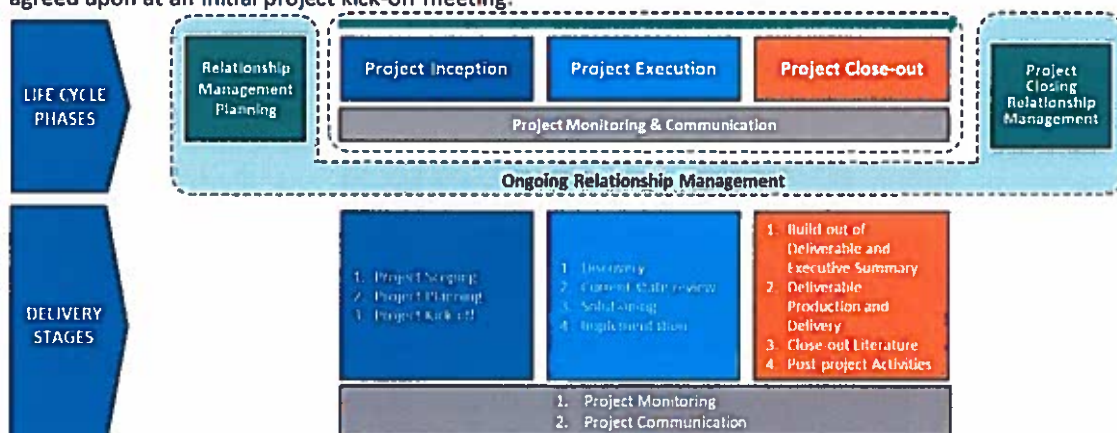 agreed upon at an initial project kick-off meeting.
LIFE CYCLE
PHASES
Relationship
Management
Planning
Project Inception
Project Execution
Project Close-out
Project Monitoring & Communication
Project
Closing
Relationship
Management
Ongoing Relationship Management
DELIVERY
STAGES
1. Project Scoping
2. Project Planning
3. Project Kick off
1. Discovery
2. Current state review
3. Solutioning
4. Implementation
1. Build out of
Deliverable and
Executive Summary
2. Deliverable
Production and
Delivery
3. Close out Literature
4. Post project Activities
1. Project Monitoring
2. Project Communication